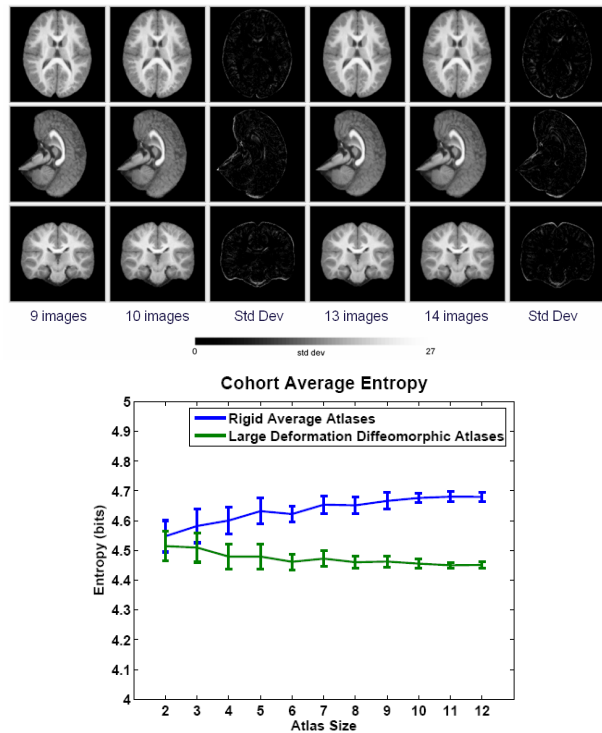 9 images 10 images Std Dev 13 images 14 images Std Dev
0 std dev 27
Cohort Average Entropy
5
4.9
4.8
4.7
4.6
4.5
4.4
4.3
4.2
4.1
4
Entropy (bits)
Rigid Average Atlases
Large Deformation Diffeomorphic Atlases
2 3 4 5 6 7 8 9 10 11 12
Atlas Size